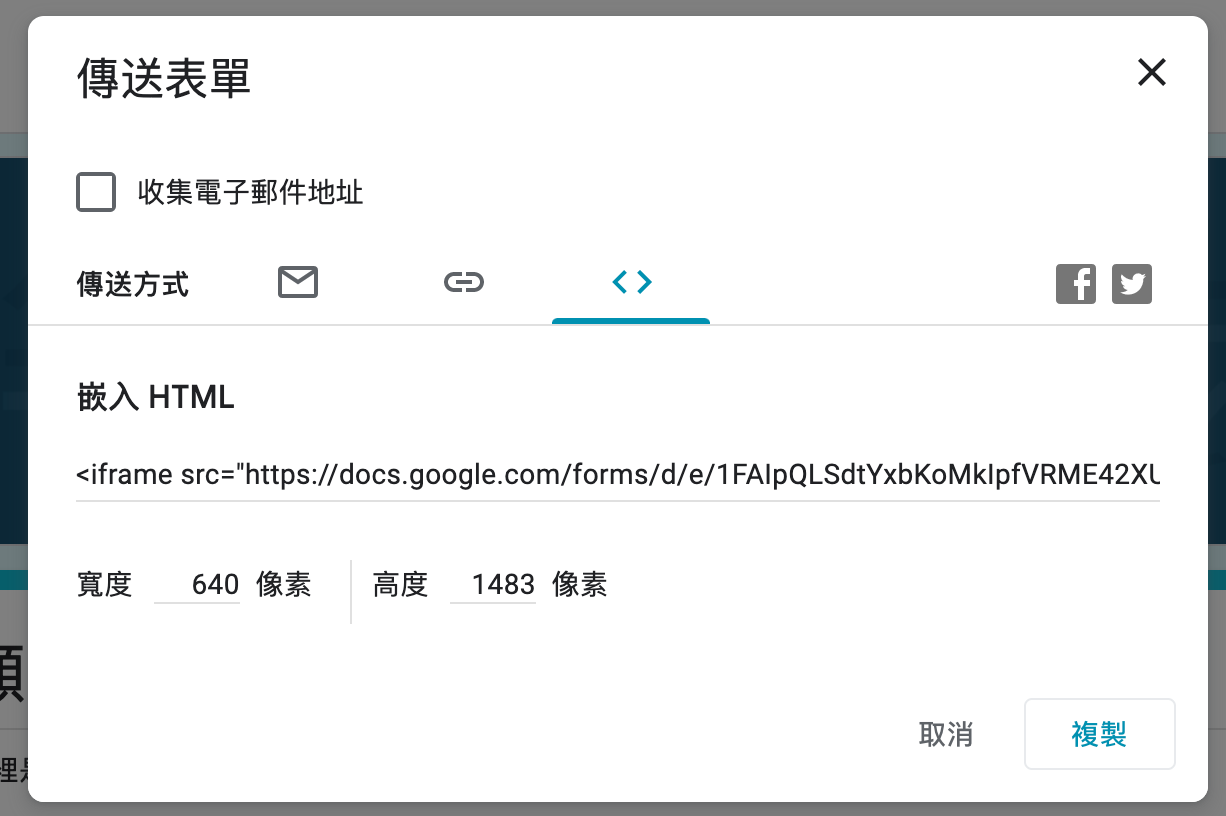 傳送表單
收集電子郵件地址
傳送方式
嵌入 HTML
<iframe src="https://docs.google.com/forms/d/e/1FAIpQLSdtYxbKoMkIpfVRME42XU
寬度 640 像素 高度 1483 像素
取消 複製